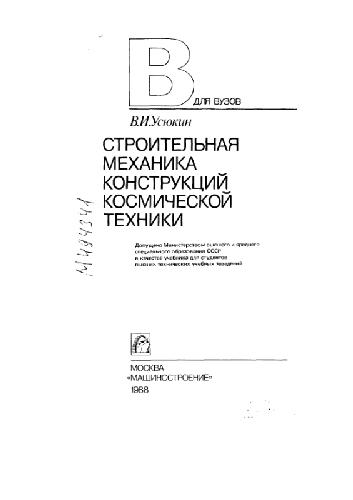 В
ДЛЯ ВУЗОВ
В.И.Усюкин
СТРОИТЕЛЬНАЯ
МЕХАНИКА
КОНСТРУКЦИЙ
КОСМИЧЕСКОЙ
ТЕХНИКИ
Допущено Министерством высшего и среднего
специального образования СССР
в качестве учебника для студентов
высших технических учебных заведений
МОСКВА
«МАШИНОСТРОЕНИЕ»
1988